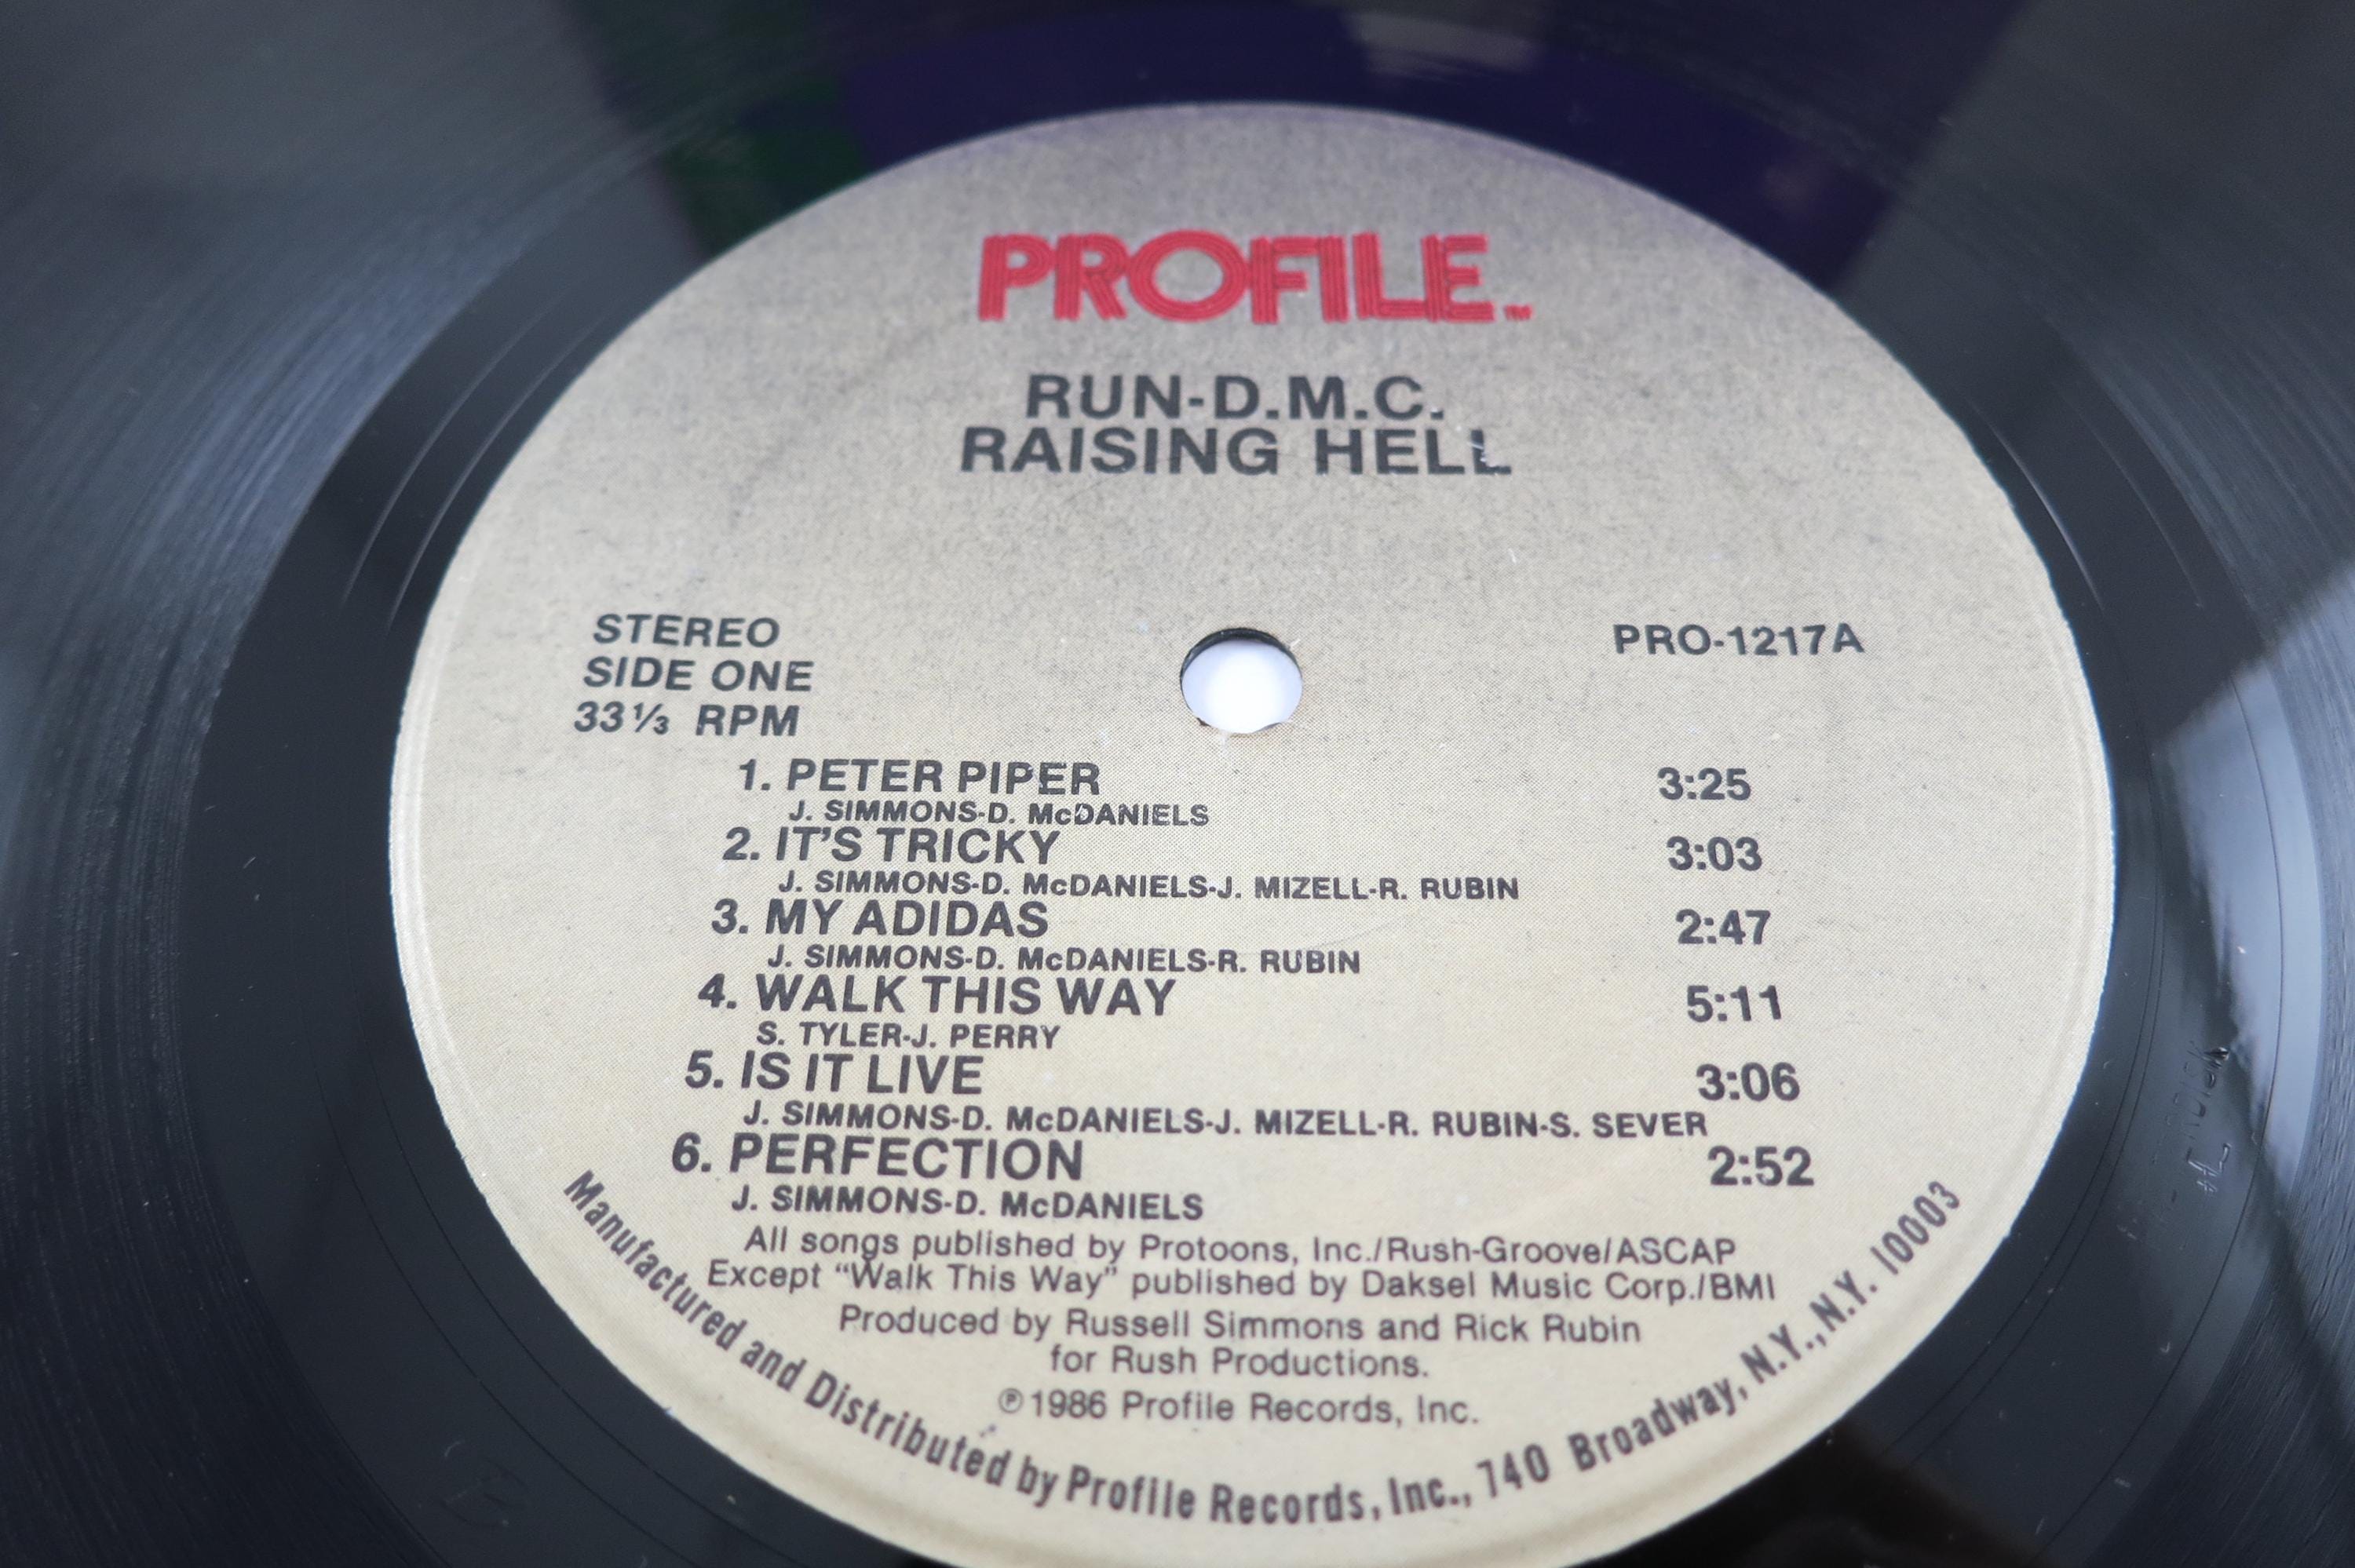 PROFILE™
RUN-D.M.C.
RAISING HELL
STEREO
SIDE ONE
33⅓ RPM
PRO-1217A
1. PETER PIPER 3:25
J. SIMMONS-D. McDANIELS
2. IT'S TRICKY 3:03
J. SIMMONS-D. McDANIELS-J. MIZELL-R. RUBIN
3. MY ADIDAS 2:47
J. SIMMONS-D. McDANIELS-R. RUBIN
4. WALK THIS WAY 5:11
S. TYLER-J. PERRY
5. IS IT LIVE 3:06
J. SIMMONS-D. McDANIELS-J. MIZELL-R. RUBIN-S. SEVER
6. PERFECTION 2:52
J. SIMMONS-D. McDANIELS
All songs published by Protoons, Inc./Rush-Groove/ASCAP
Except “Walk This Way” published by Daksel Music Corp./BMI
Produced by Russell Simmons and Rick Rubin
for Rush Productions.
℗1986 Profile Records, Inc.
Manufactured and Distributed by Profile Records, Inc., 740 Broadway, N.Y.,N.Y. 10003